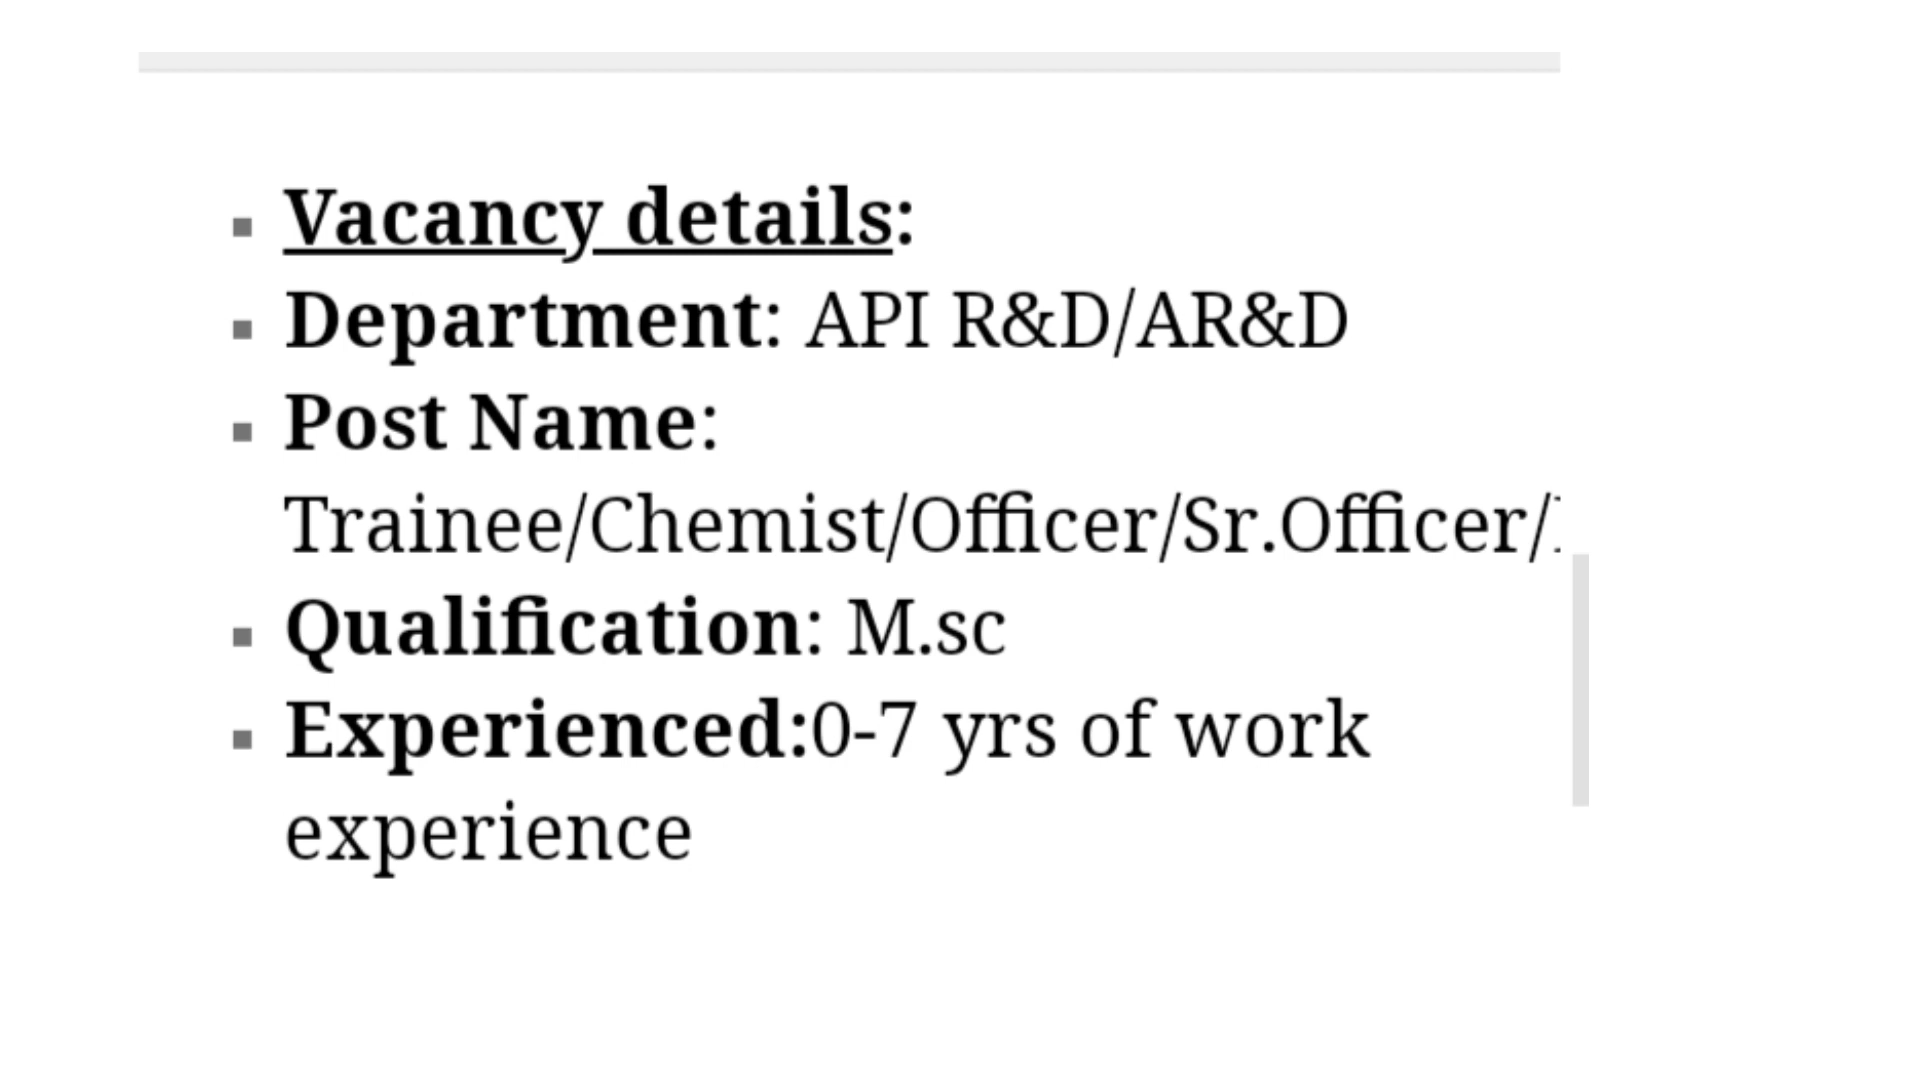 Vacancy details:
Department: API R&D/AR&D
Post Name:
Trainee/Chemist/Officer/Sr.Officer/
Qualification: M.sc
Experienced:0-7 yrs of work
experience